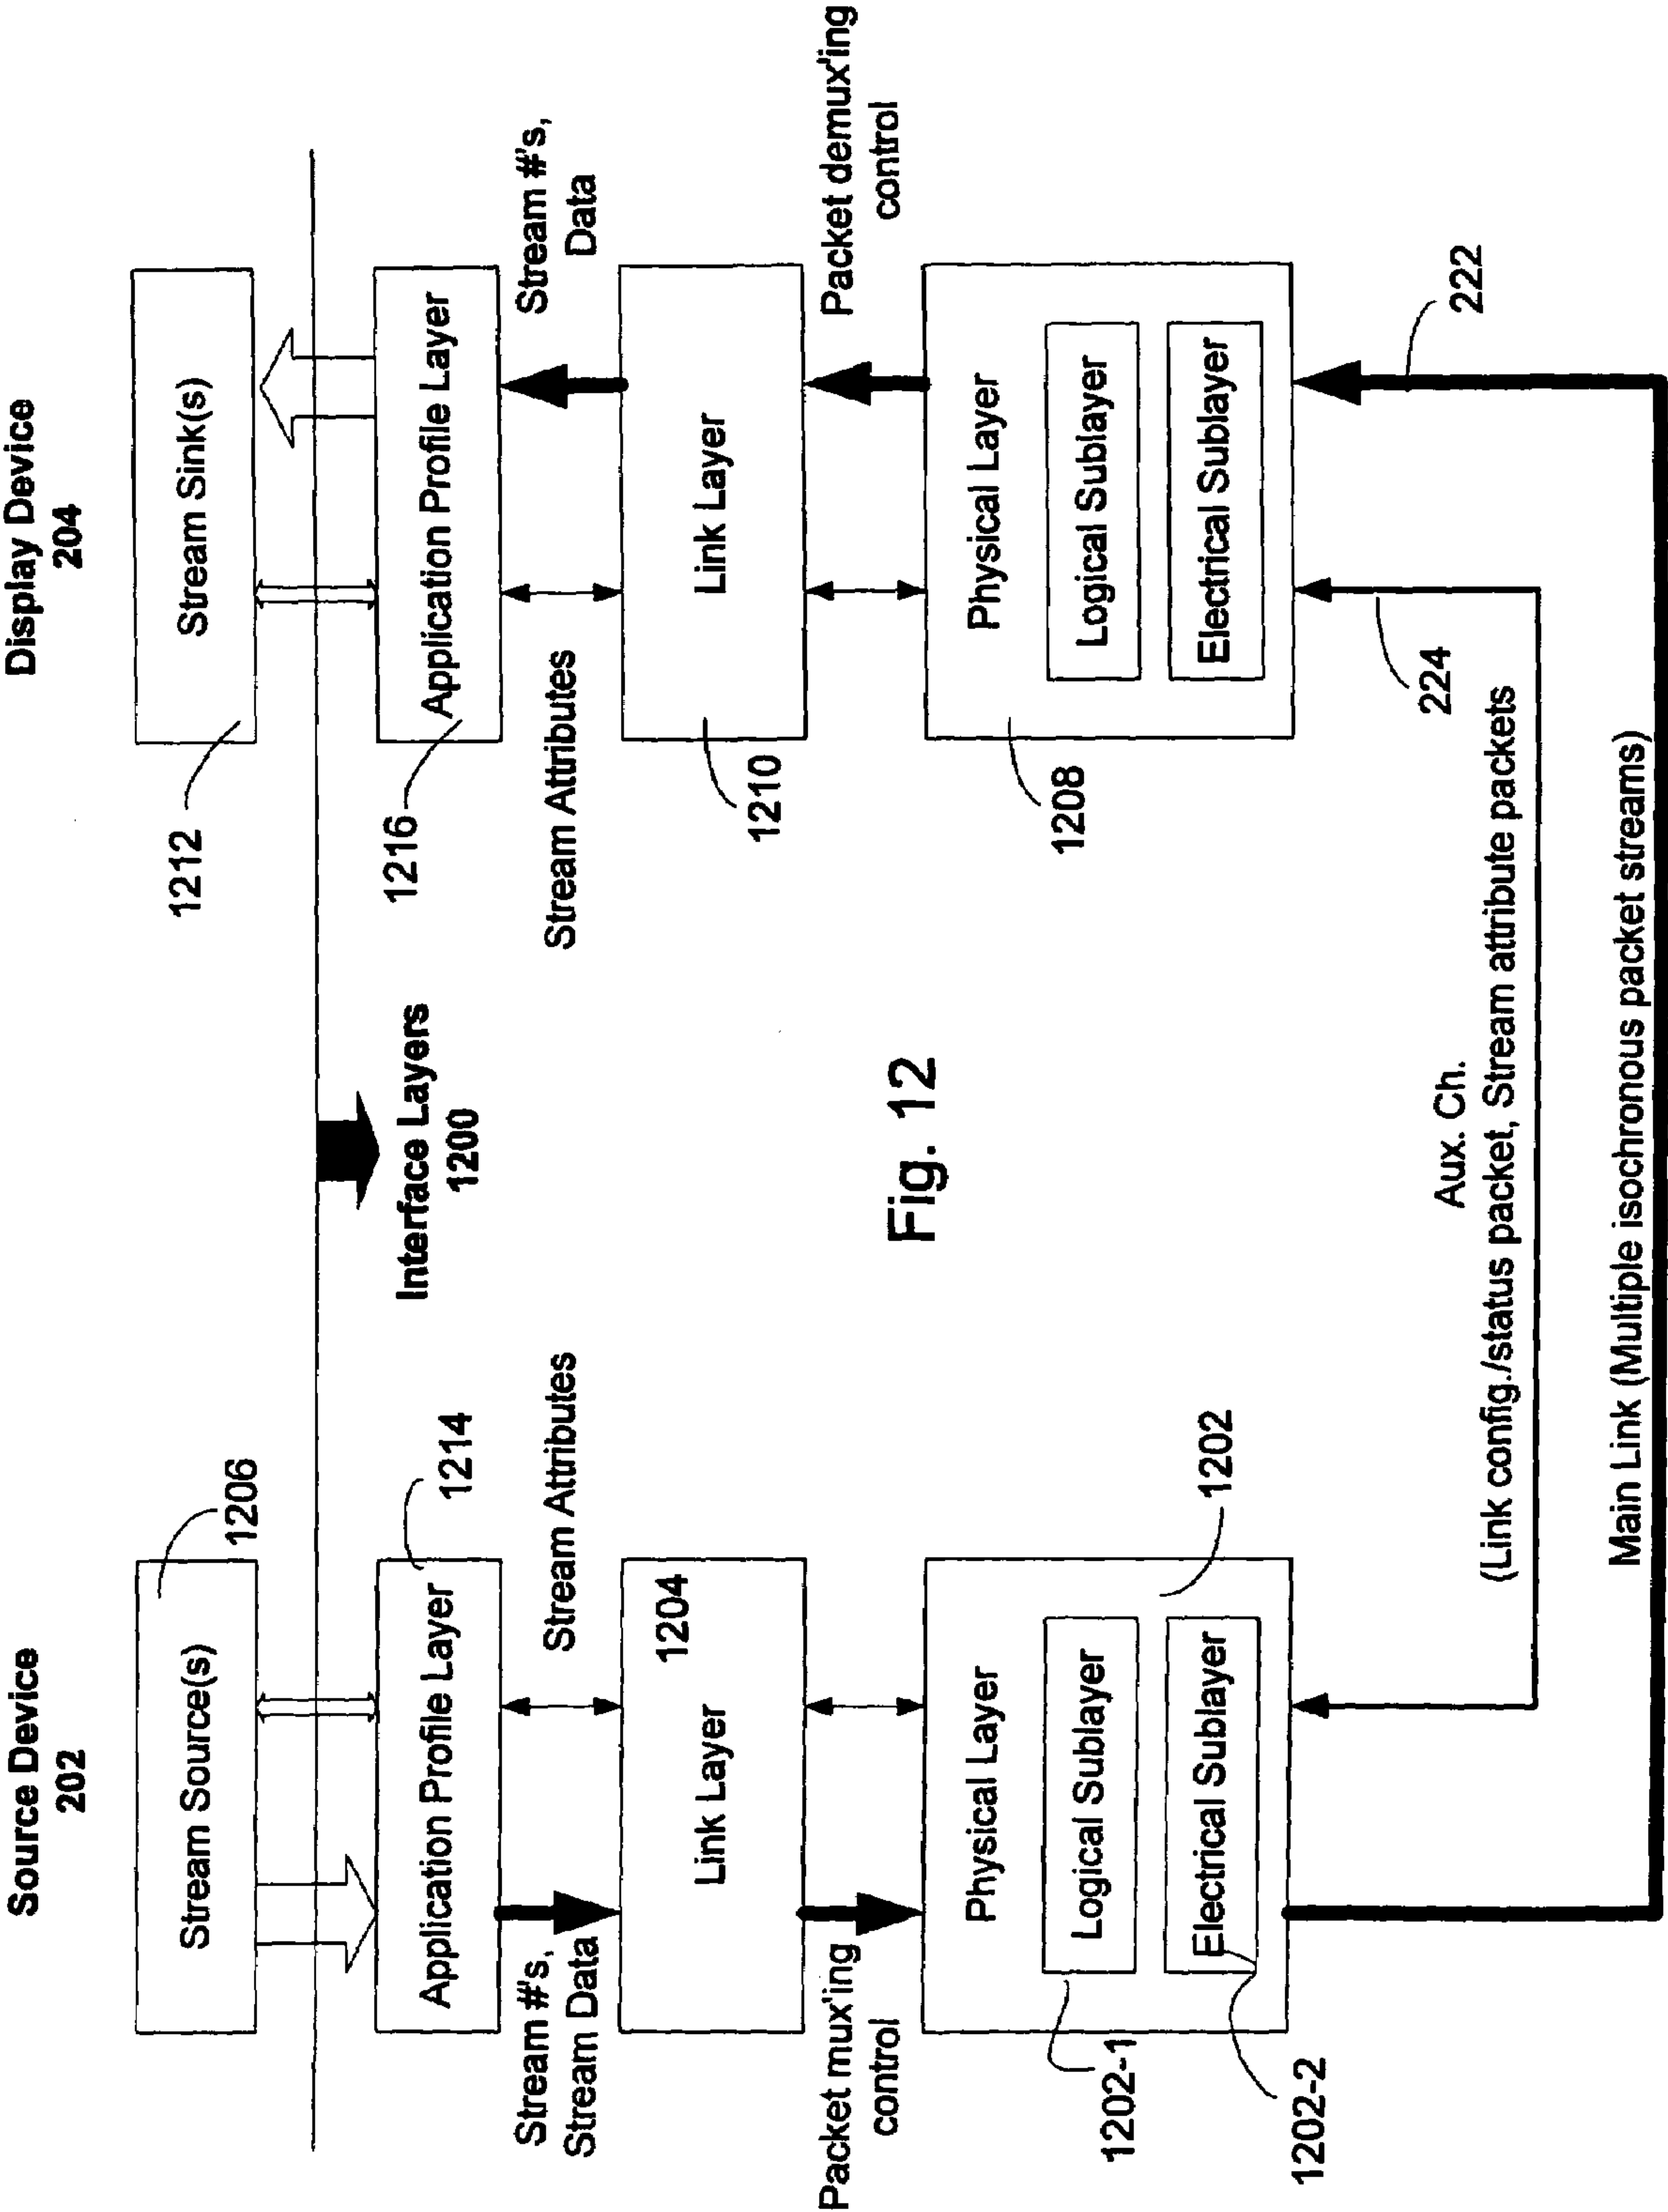 Source Device
202
Display Device
204
Stream Source(s)
1206
Stream Sink(s)
1212
Interface Layers
1200
Application Profile Layer
1214
Application Profile Layer
1216
Stream #'s,
Stream Data
Stream Attributes
Stream Attributes
Stream #'s,
Data
Link Layer
1204
Link Layer
1210
Packet mux'ing
control
Packet demux'ing
control
Fig. 12
Physical Layer
Logical Sublayer
Electrical Sublayer
1202
1202-1
1202-2
Physical Layer
Logical Sublayer
Electrical Sublayer
1208
Aux. Ch.
(Link config./status packet, Stream attribute packets
224
222
Main Link (Multiple isochronous packet streams)